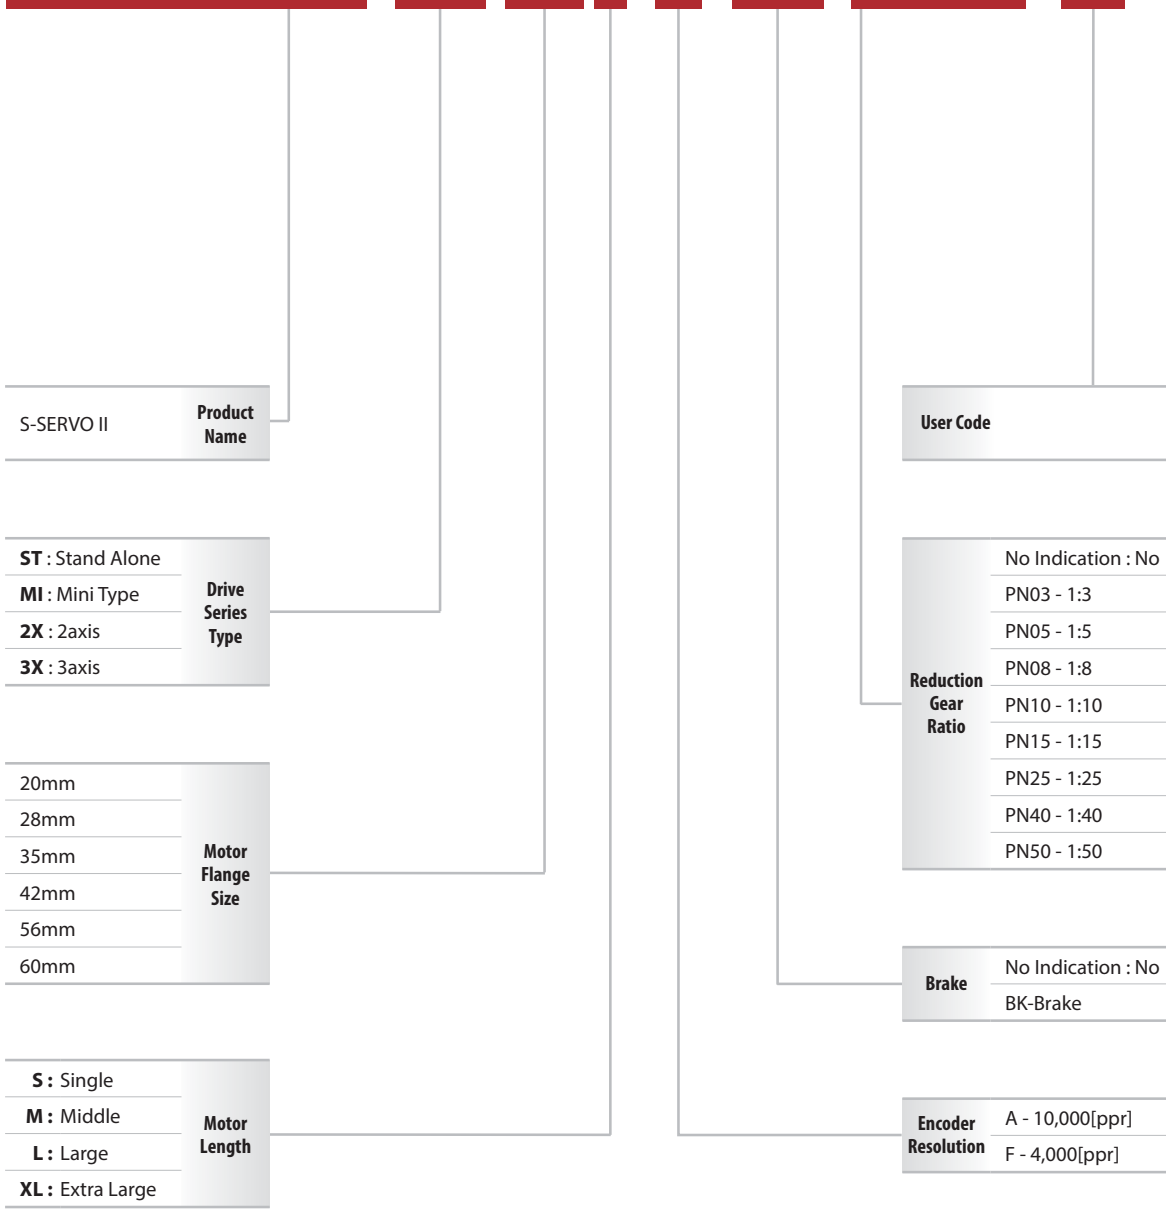 S-SERVO II
Product
Name
ST : Stand Alone
MI : Mini Type
2X : 2axis
3X : 3axis
Drive
Series
Type
20mm
28mm
35mm
42mm
56mm
60mm
Motor
Flange
Size
S : Single
M : Middle
L : Large
XL : Extra Large
Motor
Length
User Code
Reduction
Gear
Ratio
No Indication : No
PN03 - 1:3
PN05 - 1:5
PN08 - 1:8
PN10 - 1:10
PN15 - 1:15
PN25 - 1:25
PN40 - 1:40
PN50 - 1:50
Brake
No Indication : No
BK-Brake
Encoder
Resolution
A - 10,000[ppr]
F - 4,000[ppr]